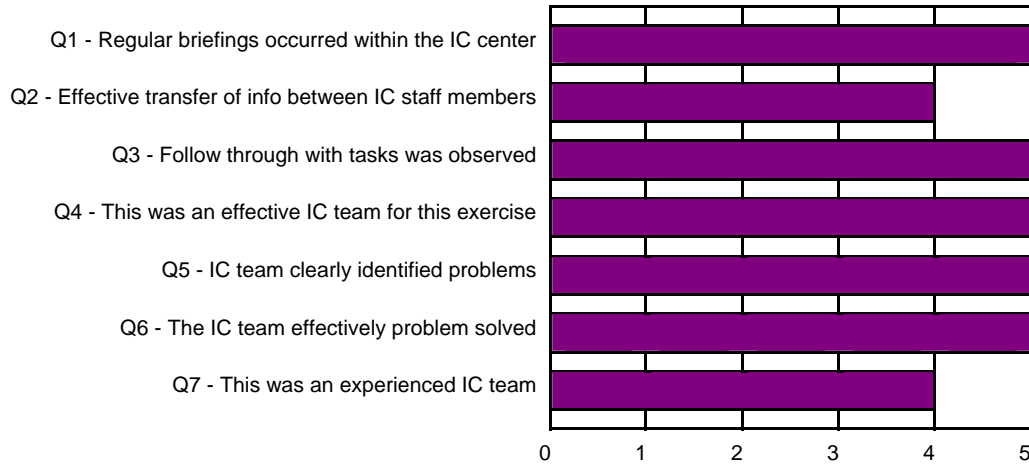 Q1 - Regular briefings occurred within the IC center
Q2 - Effective transfer of info between IC staff members
Q3 - Follow through with tasks was observed
Q4 - This was an effective IC team for this exercise
Q5 - IC team clearly identified problems
Q6 - The IC team effectively problem solved
Q7 - This was an experienced IC team
0 1 2 3 4 5